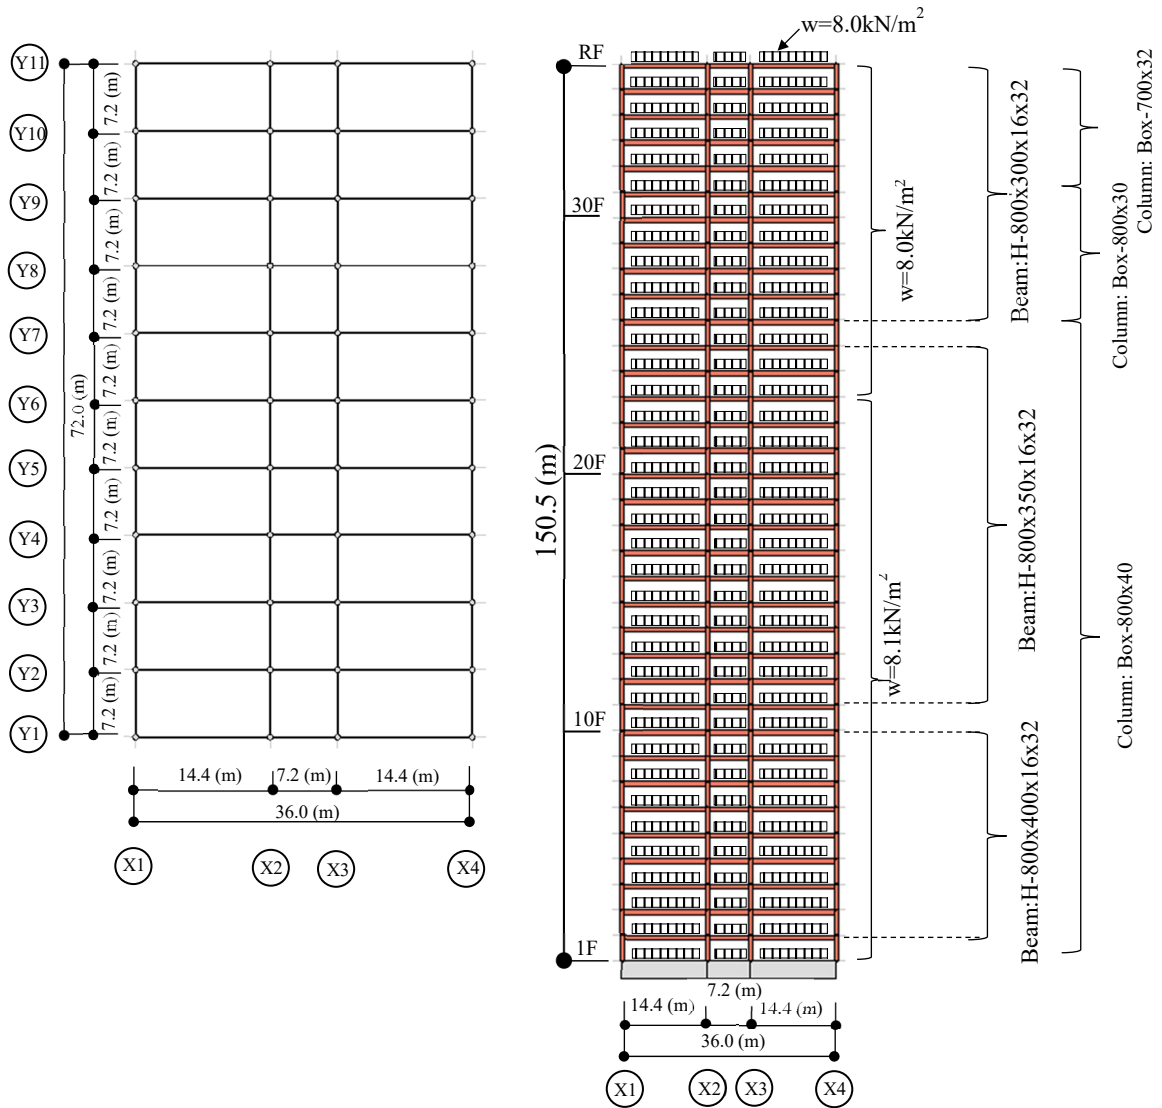 Y11
Y10
Y9
Y8
Y7
Y6
Y5
Y4
Y3
Y2
Y1
72.0 (m)
7.2 (m)
7.2 (m)
7.2 (m)
7.2 (m)
7.2 (m)
7.2 (m)
7.2 (m)
7.2 (m)
7.2 (m)
7.2 (m)
14.4 (m)
7.2 (m)
14.4 (m)
36.0 (m)
X1
X2
X3
X4
w=8.0kN/m²
RF
30F
20F
10F
1F
150.5 (m)
w=8.0kN/m²
w=8.1kN/m²
Beam:H-800x300x16x32
Beam:H-800x350x16x32
Beam:H-800x400x16x32
Column: Box-700x32
Column: Box-800x30
Column: Box-800x40
7.2 (m)
14.4 (m)
14.4 (m)
36.0 (m)
X1
X2
X3
X4